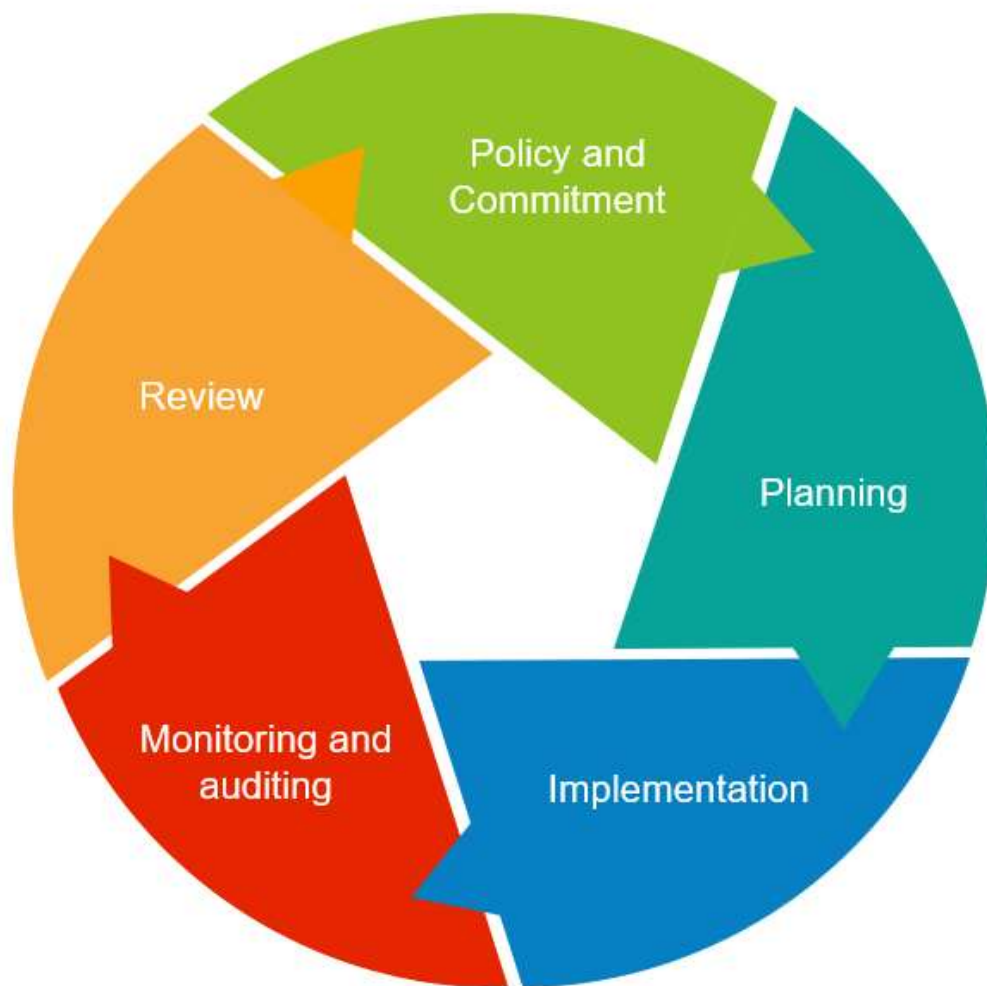 Policy and
Commitment
Planning
Implementation
Monitoring and
auditing
Review